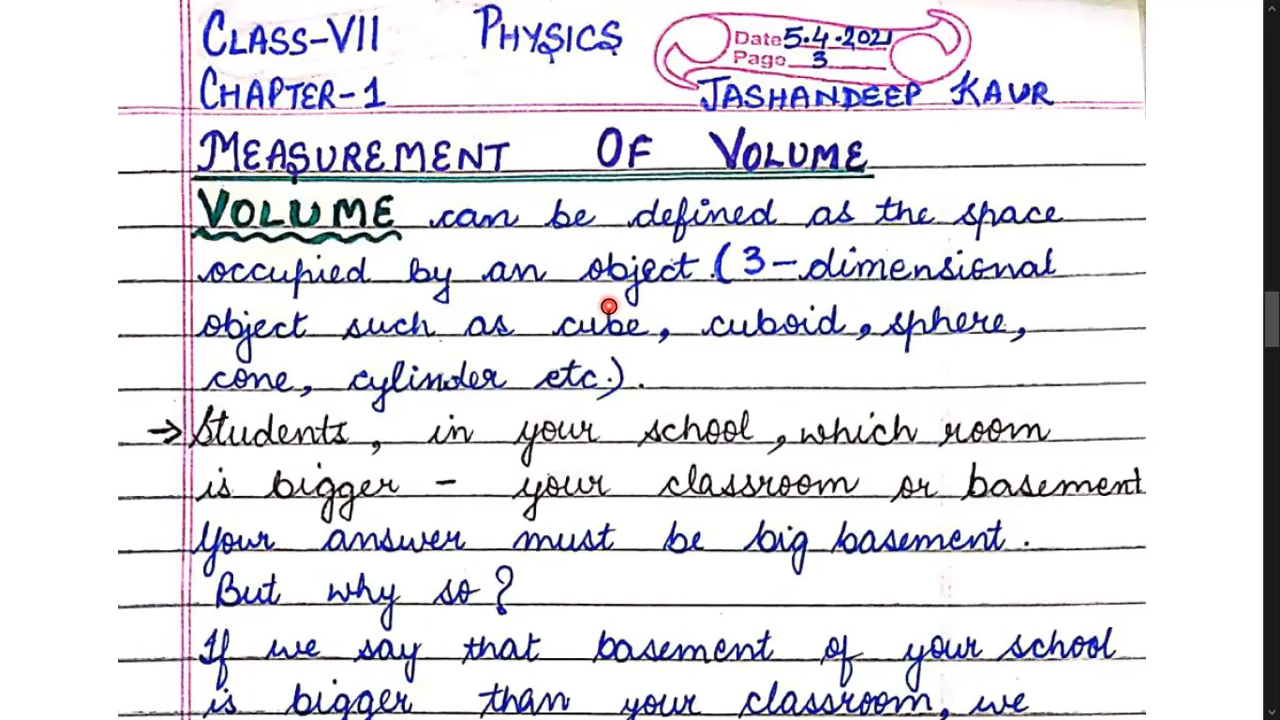 CLASS-VII PHYSICS Date 5.4.2021
Page 3
CHAPTER-1 JASHANDEEP KAUR
MEASUREMENT OF VOLUME
VOLUME can be defined as the space
occupied by an object (3-dimensional
object such as cube, cuboid, sphere,
cone, cylinder etc.).
→ Students, in your school, which room
is bigger - your classroom or basement
Your answer must be big basement.
But why so?
If we say that basement of your school
is bigger than your classroom, we